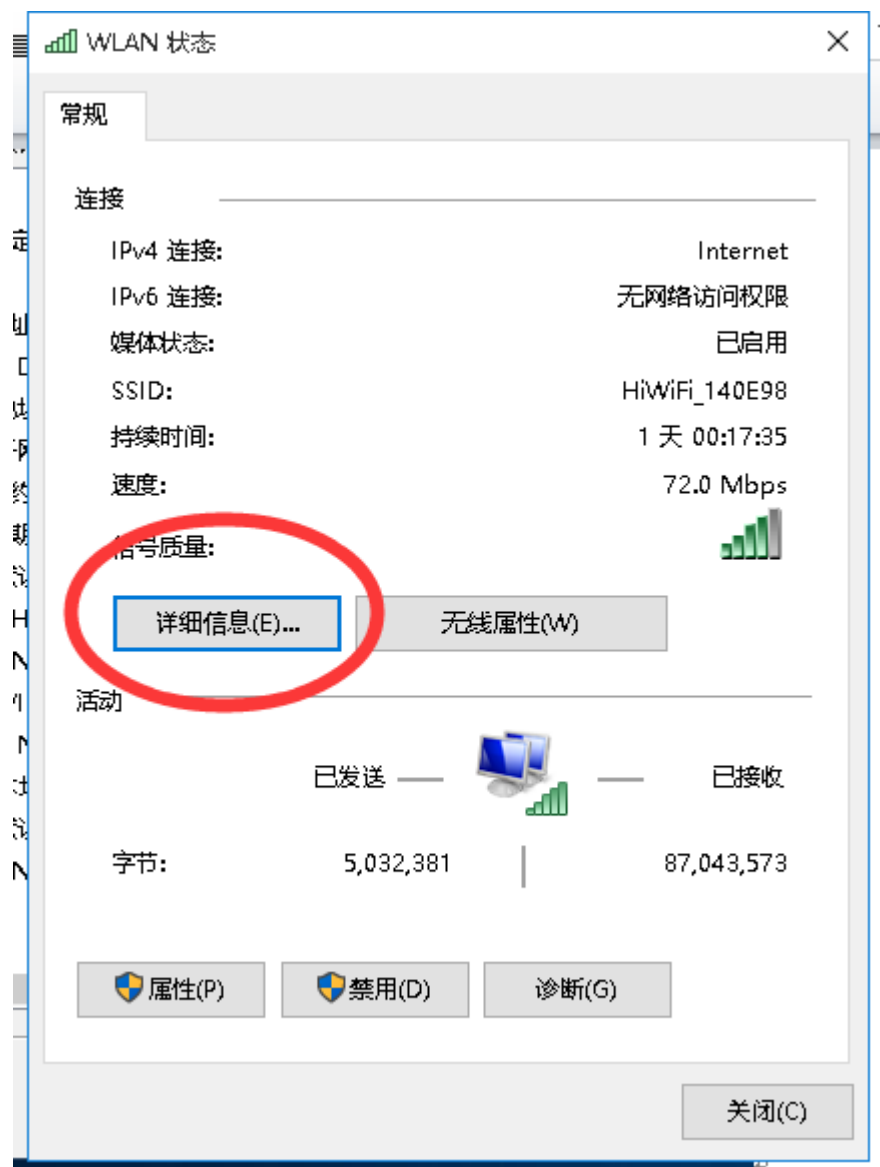 WLAN 状态
常规
连接
IPv4 连接: Internet
IPv6 连接: 无网络访问权限
媒体状态: 已启用
SSID: HiWiFi_140E98
持续时间: 1 天 00:17:35
速度: 72.0 Mbps
信号质量:
详细信息(E)... 无线属性(W)
活动
已发送 已接收
字节: 5,032,381 87,043,573
属性(P) 禁用(D) 诊断(G)
关闭(C)